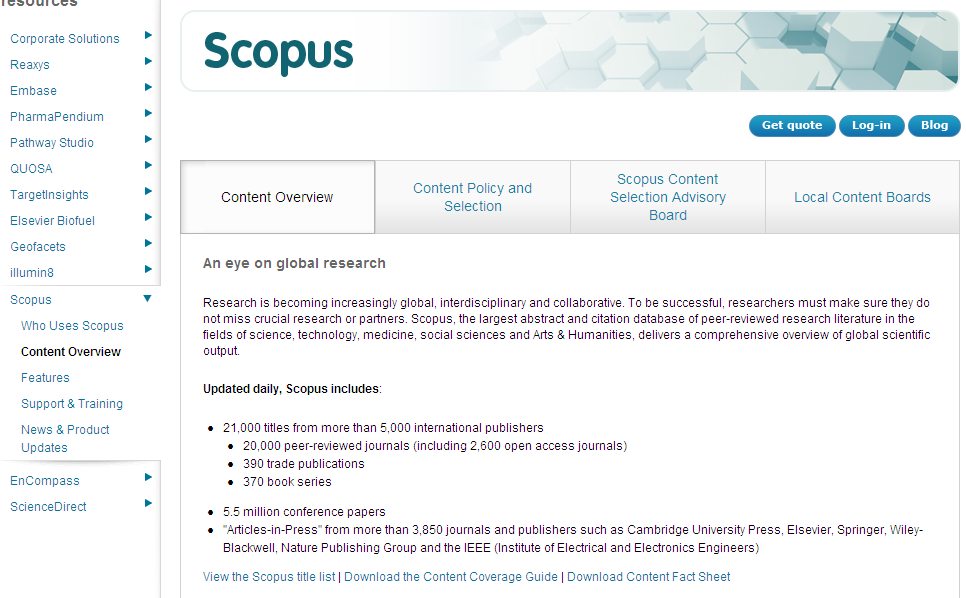 resources
Corporate Solutions
Reaxys
Embase
PharmaPendium
Pathway Studio
QUOSA
TargetInsights
Elsevier Biofuel
Geofacets
illumin8
Scopus
Who Uses Scopus
Content Overview
Features
Support & Training
News & Product
Updates
EnCompass
ScienceDirect
Scopus
Get quote
Log-in
Blog
Content Overview
Content Policy and
Selection
Scopus Content
Selection Advisory
Board
Local Content Boards
An eye on global research
Research is becoming increasingly global, interdisciplinary and collaborative. To be successful, researchers must make sure they do
not miss crucial research or partners. Scopus, the largest abstract and citation database of peer-reviewed research literature in the
fields of science, technology, medicine, social sciences and Arts & Humanities, delivers a comprehensive overview of global scientific
output.
Updated daily, Scopus includes:
• 21,000 titles from more than 5,000 international publishers
• 20,000 peer-reviewed journals (including 2,600 open access journals)
• 390 trade publications
• 370 book series
• 5.5 million conference papers
• "Articles-in-Press" from more than 3,850 journals and publishers such as Cambridge University Press, Elsevier, Springer, Wiley-
Blackwell, Nature Publishing Group and the IEEE (Institute of Electrical and Electronics Engineers)
View the Scopus title list | Download the Content Coverage Guide | Download Content Fact Sheet